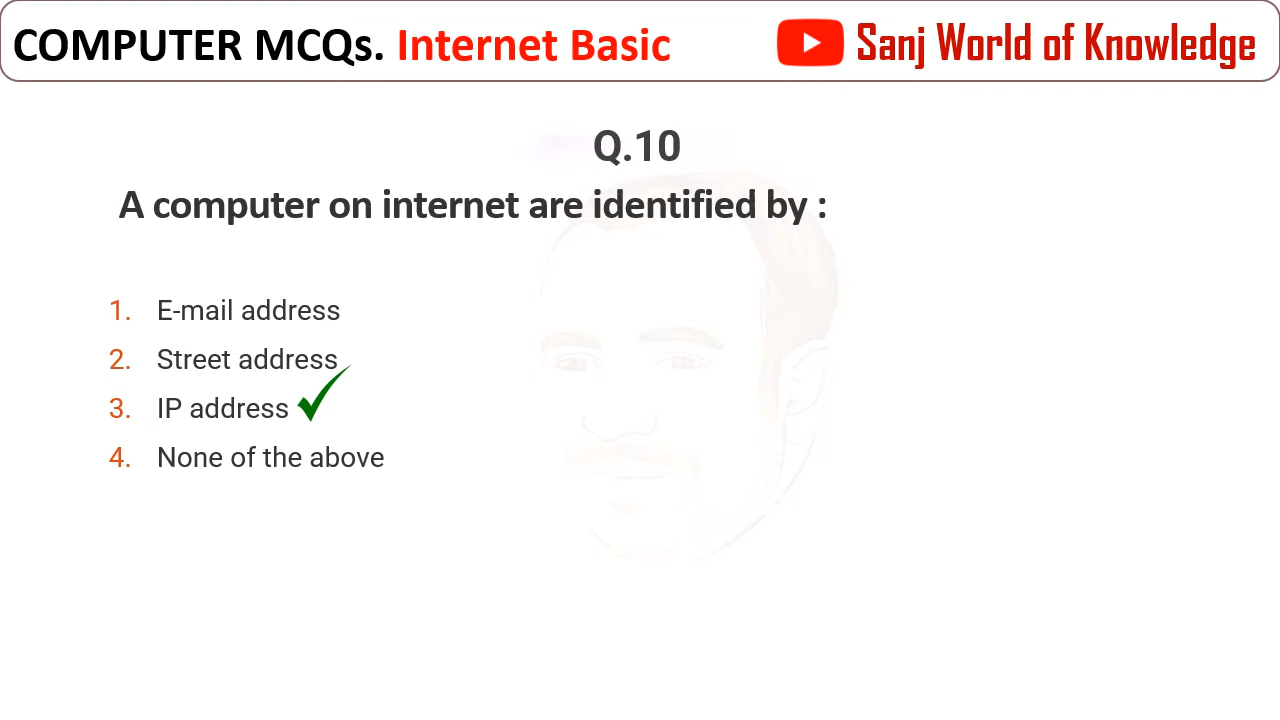 COMPUTER MCQs. Internet Basic
Sanj World of Knowledge
Q.10
A computer on internet are identified by :
1. E-mail address
2. Street address
3. IP address
4. None of the above